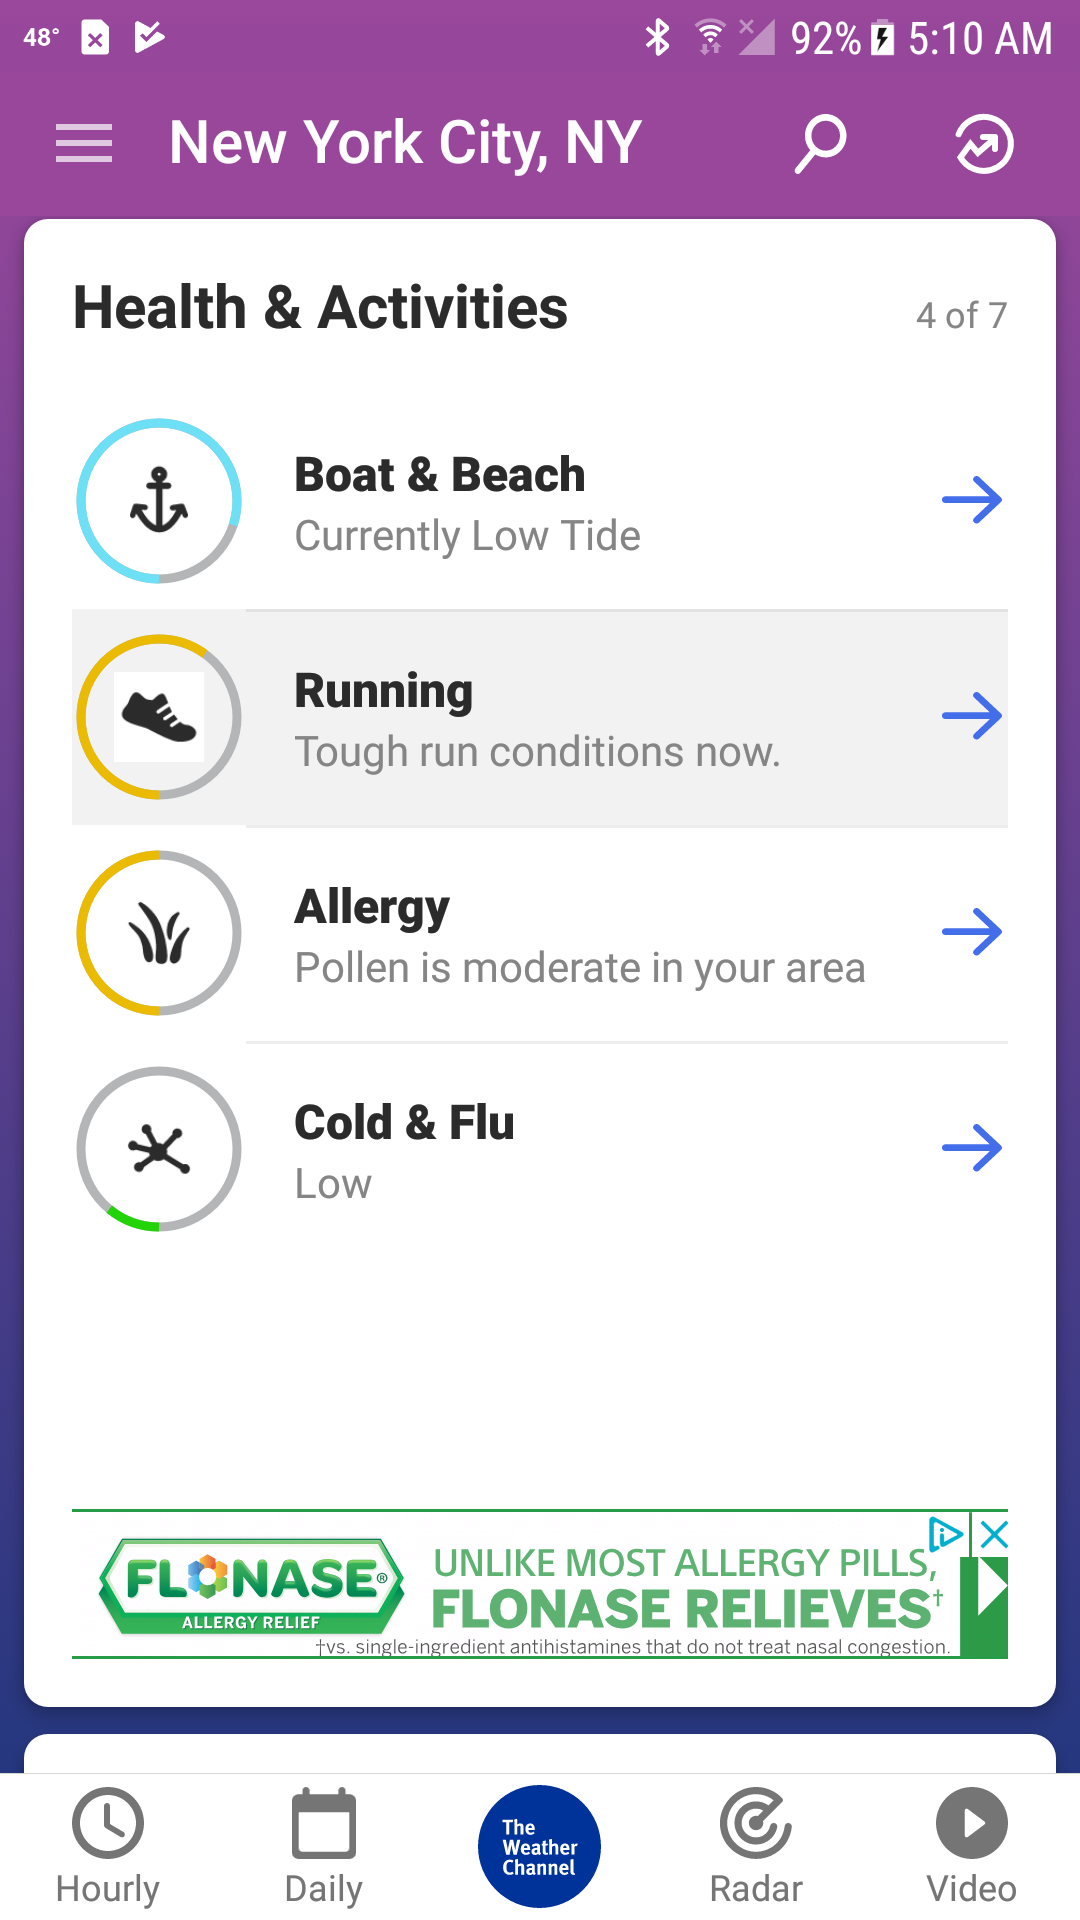 48°
92%
5:10 AM
New York City, NY
Health & Activities
4 of 7
Boat & Beach
Currently Low Tide
Running
Tough run conditions now.
Allergy
Pollen is moderate in your area
Cold & Flu
Low
FLONASE®
ALLERGY RELIEF
UNLIKE MOST ALLERGY PILLS,
FLONASE RELIEVES†
†vs. single-ingredient antihistamines that do not treat nasal congestion.
Hourly
Daily
The
Weather
Channel
Radar
Video